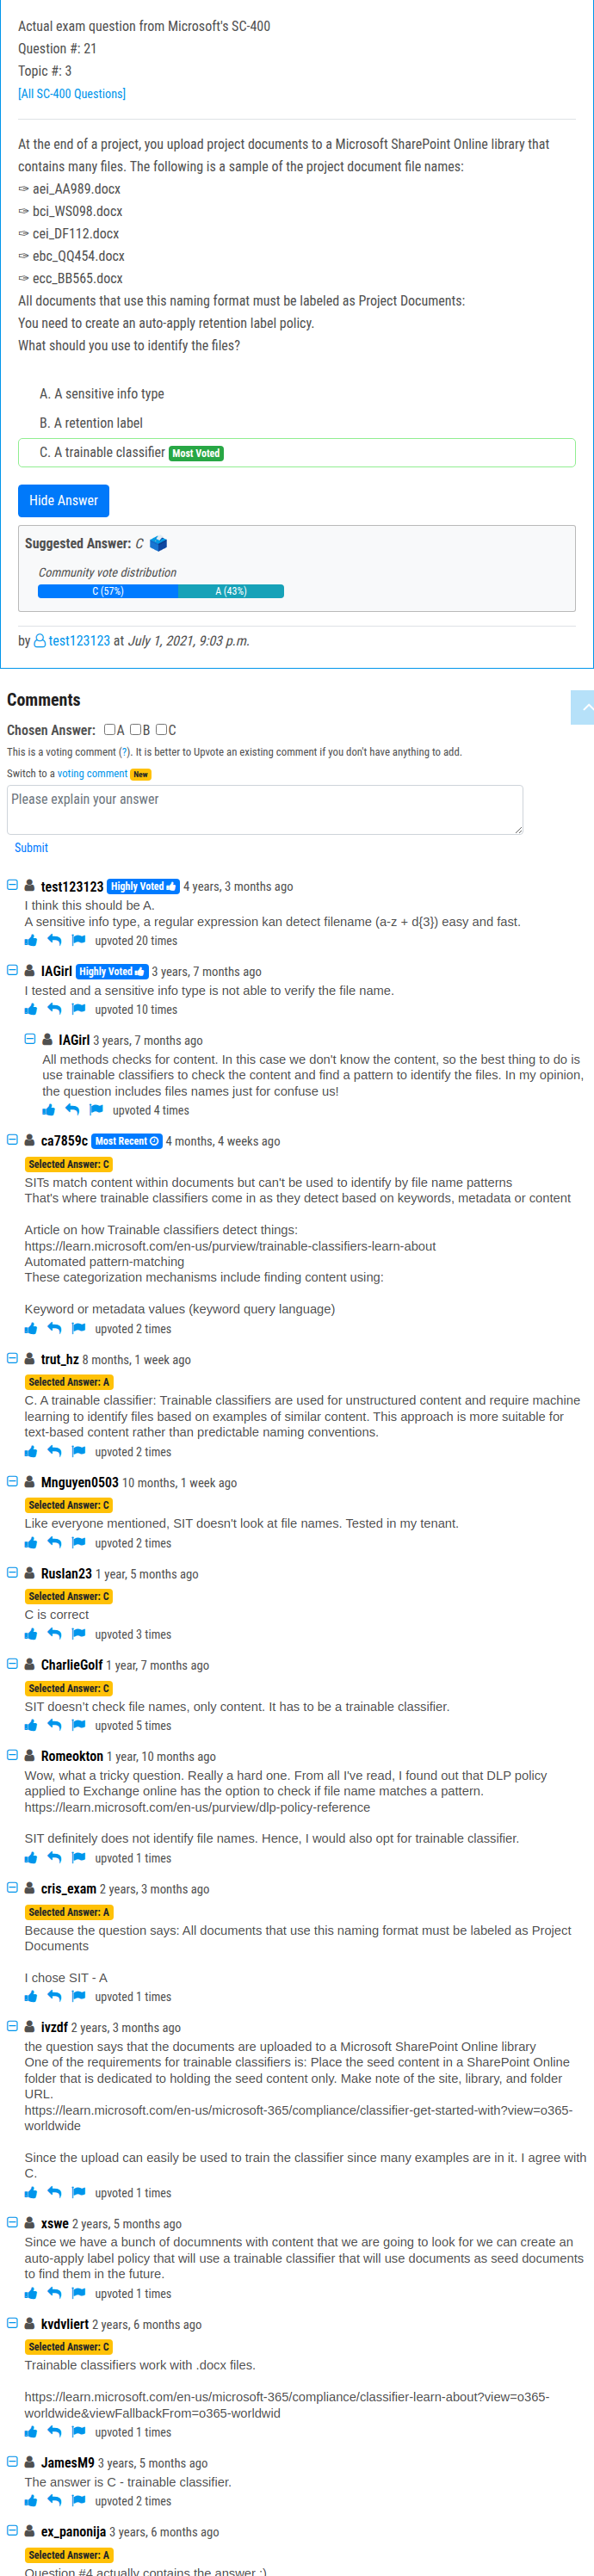 Actual exam question from Microsoft's SC-400
Question #: 21
Topic #: 3
[All SC-400 Questions]
At the end of a project, you upload project documents to a Microsoft SharePoint Online library that
contains many files. The following is a sample of the project document file names:
✑ aei_AA989.docx
✑ bci_WS098.docx
✑ cei_DF112.docx
✑ ebc_QQ454.docx
✑ ecc_BB565.docx
All documents that use this naming format must be labeled as Project Documents:
You need to create an auto-apply retention label policy.
What should you use to identify the files?
A. A sensitive info type
B. A retention label
C. A trainable classifier Most Voted
Hide Answer
Suggested Answer: C
Community vote distribution
C (57%) A (43%)
by test123123 at July 1, 2021, 9:03 p.m.
Comments
Chosen Answer: A B C
This is a voting comment (?). It is better to Upvote an existing comment if you don't have anything to add.
Switch to a voting comment New
Please explain your answer
Submit
test123123 Highly Voted 4 years, 3 months ago
I think this should be A.
A sensitive info type, a regular expression kan detect filename (a-z + d{3}) easy and fast.
upvoted 20 times
IAGirl Highly Voted 3 years, 7 months ago
I tested and a sensitive info type is not able to verify the file name.
upvoted 10 times
IAGirl 3 years, 7 months ago
All methods checks for content. In this case we don't know the content, so the best thing to do is
use trainable classifiers to check the content and find a pattern to identify the files. In my opinion,
the question includes files names just for confuse us!
upvoted 4 times
ca7859c Most Recent 4 months, 4 weeks ago
Selected Answer: C
SITs match content within documents but can't be used to identify by file name patterns
That's where trainable classifiers come in as they detect based on keywords, metadata or content
Article on how Trainable classifiers detect things:
https://learn.microsoft.com/en-us/purview/trainable-classifiers-learn-about
Automated pattern-matching
These categorization mechanisms include finding content using:
Keyword or metadata values (keyword query language)
upvoted 2 times
trut_hz 8 months, 1 week ago
Selected Answer: A
C. A trainable classifier: Trainable classifiers are used for unstructured content and require machine
learning to identify files based on examples of similar content. This approach is more suitable for
text-based content rather than predictable naming conventions.
upvoted 2 times
Mnguyen0503 10 months, 1 week ago
Selected Answer: C
Like everyone mentioned, SIT doesn't look at file names. Tested in my tenant.
upvoted 2 times
Ruslan23 1 year, 5 months ago
Selected Answer: C
C is correct
upvoted 3 times
CharlieGolf 1 year, 7 months ago
Selected Answer: C
SIT doesn't check file names, only content. It has to be a trainable classifier.
upvoted 5 times
Romeokton 1 year, 10 months ago
Wow, what a tricky question. Really a hard one. From all I've read, I found out that DLP policy
applied to Exchange online has the option to check if file name matches a pattern.
https://learn.microsoft.com/en-us/purview/dlp-policy-reference
SIT definitely does not identify file names. Hence, I would also opt for trainable classifier.
upvoted 1 times
cris_exam 2 years, 3 months ago
Selected Answer: A
Because the question says: All documents that use this naming format must be labeled as Project
Documents
I chose SIT - A
upvoted 1 times
ivzdf 2 years, 3 months ago
the question says that the documents are uploaded to a Microsoft SharePoint Online library
One of the requirements for trainable classifiers is: Place the seed content in a SharePoint Online
folder that is dedicated to holding the seed content only. Make note of the site, library, and folder
URL.
https://learn.microsoft.com/en-us/microsoft-365/compliance/classifier-get-started-with?view=o365-
worldwide
Since the upload can easily be used to train the classifier since many examples are in it. I agree with
C.
upvoted 1 times
xswe 2 years, 5 months ago
Since we have a bunch of documnents with content that we are going to look for we can create an
auto-apply label policy that will use a trainable classifier that will use documents as seed documents
to find them in the future.
upvoted 1 times
kvdvliert 2 years, 6 months ago
Selected Answer: C
Trainable classifiers work with .docx files.
https://learn.microsoft.com/en-us/microsoft-365/compliance/classifier-learn-about?view=o365-
worldwide&viewFallbackFrom=o365-worldwid
upvoted 1 times
JamesM9 3 years, 5 months ago
The answer is C - trainable classifier.
upvoted 2 times
ex_panonija 3 years, 6 months ago
Selected Answer: A
Question #4 actually contains the answer :)